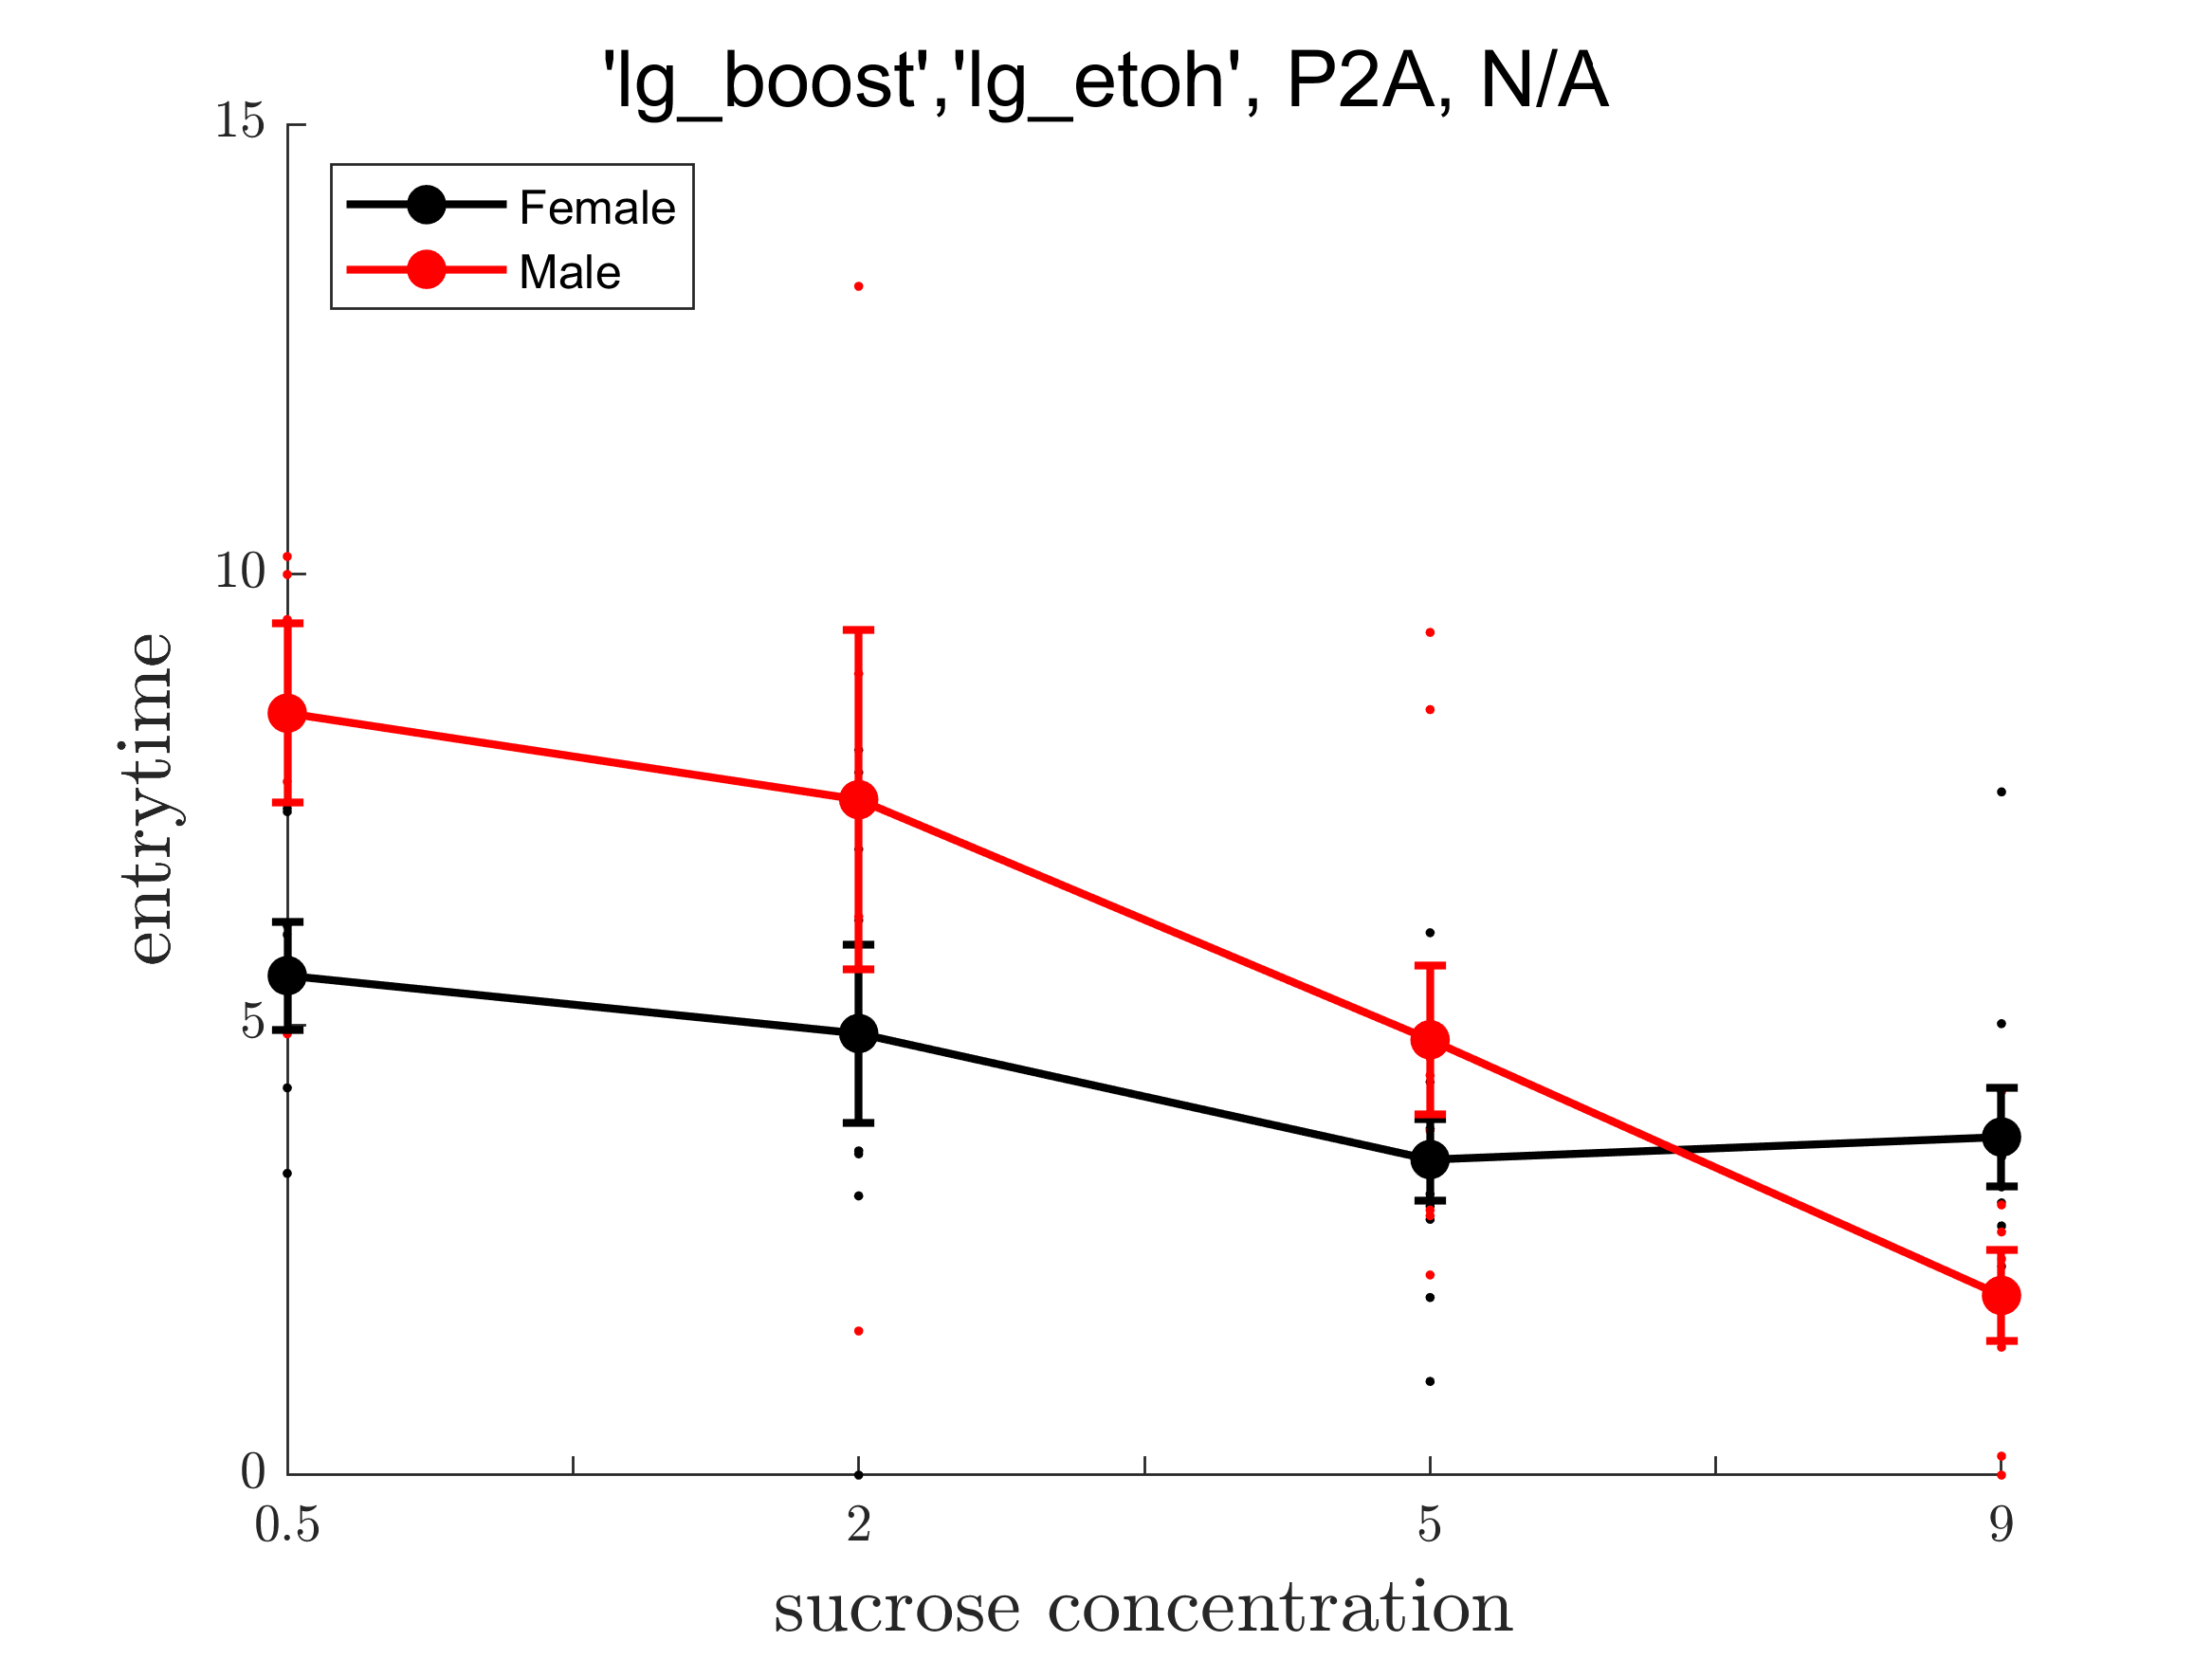 'lg_boost','lg_etoh', P2A, N/A
15
Female
Male
10
entrytime
5
0
0.5 2 5 9
sucrose concentration